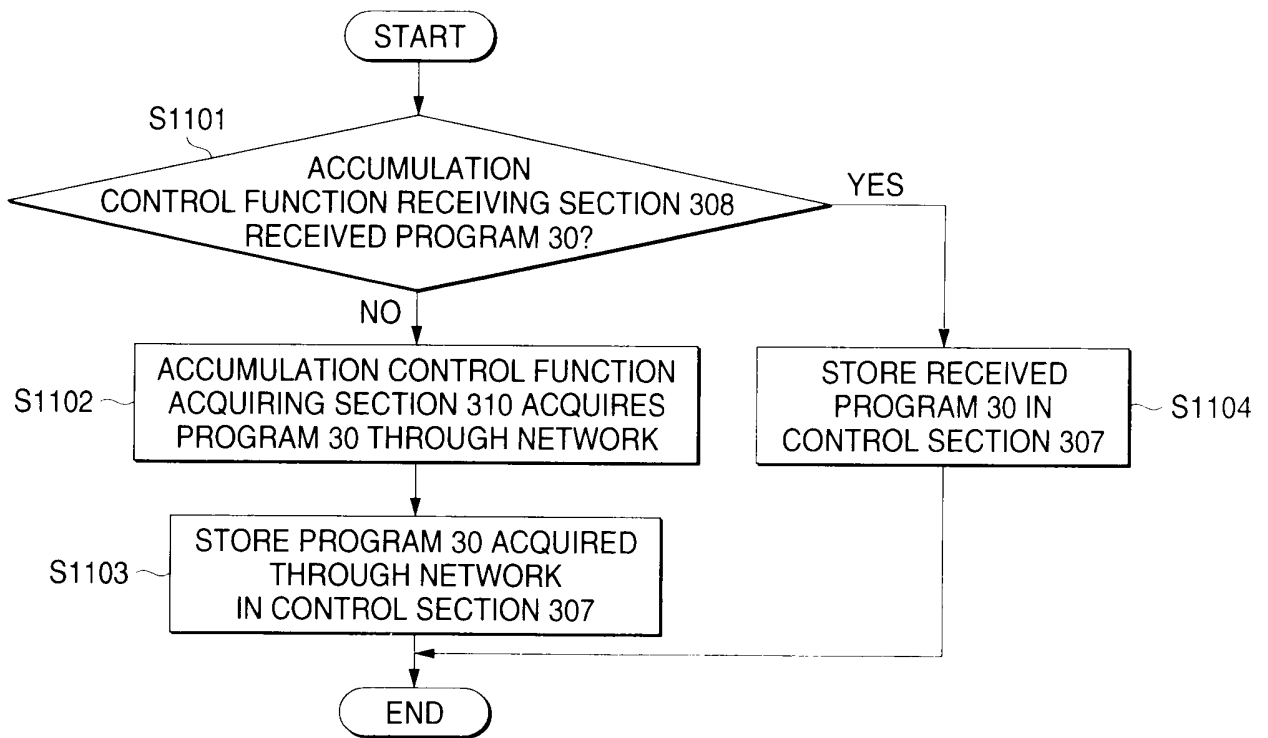 START
S1101
ACCUMULATION
CONTROL FUNCTION RECEIVING SECTION 308
RECEIVED PROGRAM 30?
YES
NO
ACCUMULATION CONTROL FUNCTION
ACQUIRING SECTION 310 ACQUIRES
PROGRAM 30 THROUGH NETWORK
S1102
STORE RECEIVED
PROGRAM 30 IN
CONTROL SECTION 307
S1104
STORE PROGRAM 30 ACQUIRED
THROUGH NETWORK
IN CONTROL SECTION 307
S1103
END